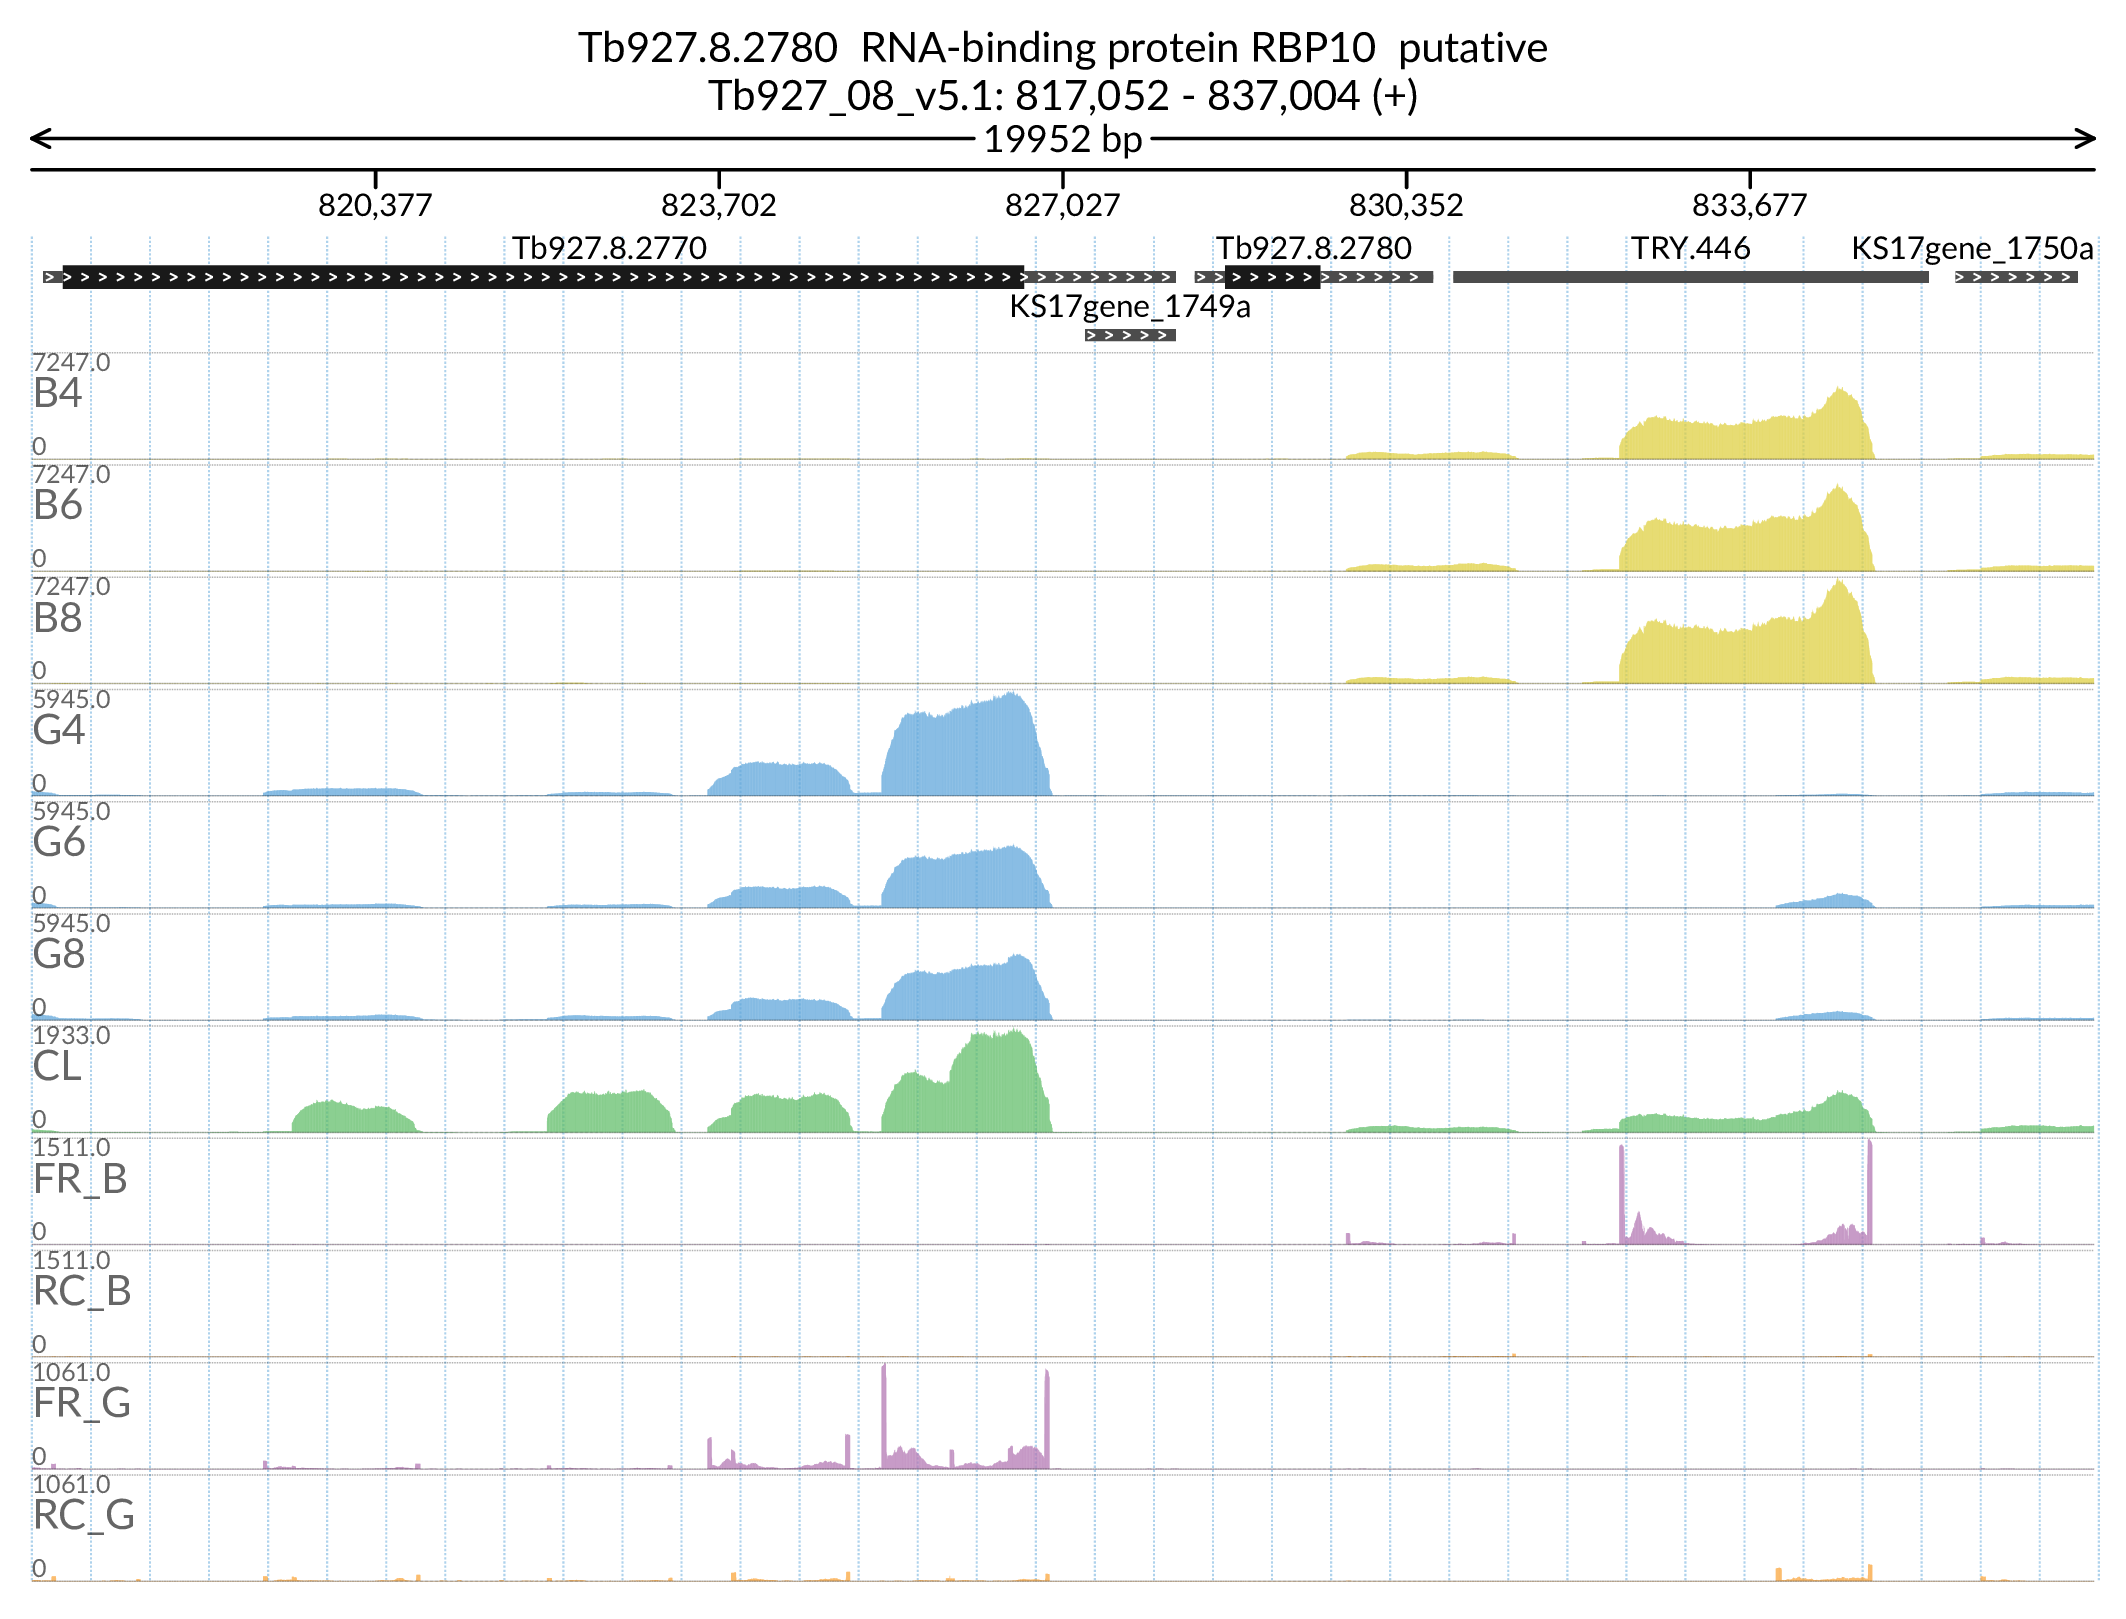 Tb927.8.2780  RNA-binding protein RBP10  putative
Tb927_08_v5.1: 817,052 - 837,004 (+)
19952 bp
820,377 823,702 827,027 830,352 833,677
Tb927.8.2770 Tb927.8.2780 TRY.446 KS17gene_1750a
KS17gene_1749a
7247.0
B4
0
7247.0
B6
0
7247.0
B8
0
5945.0
G4
0
5945.0
G6
0
5945.0
G8
0
1933.0
CL
0
1511.0
FR_B
0
1511.0
RC_B
0
1061.0
FR_G
0
1061.0
RC_G
0